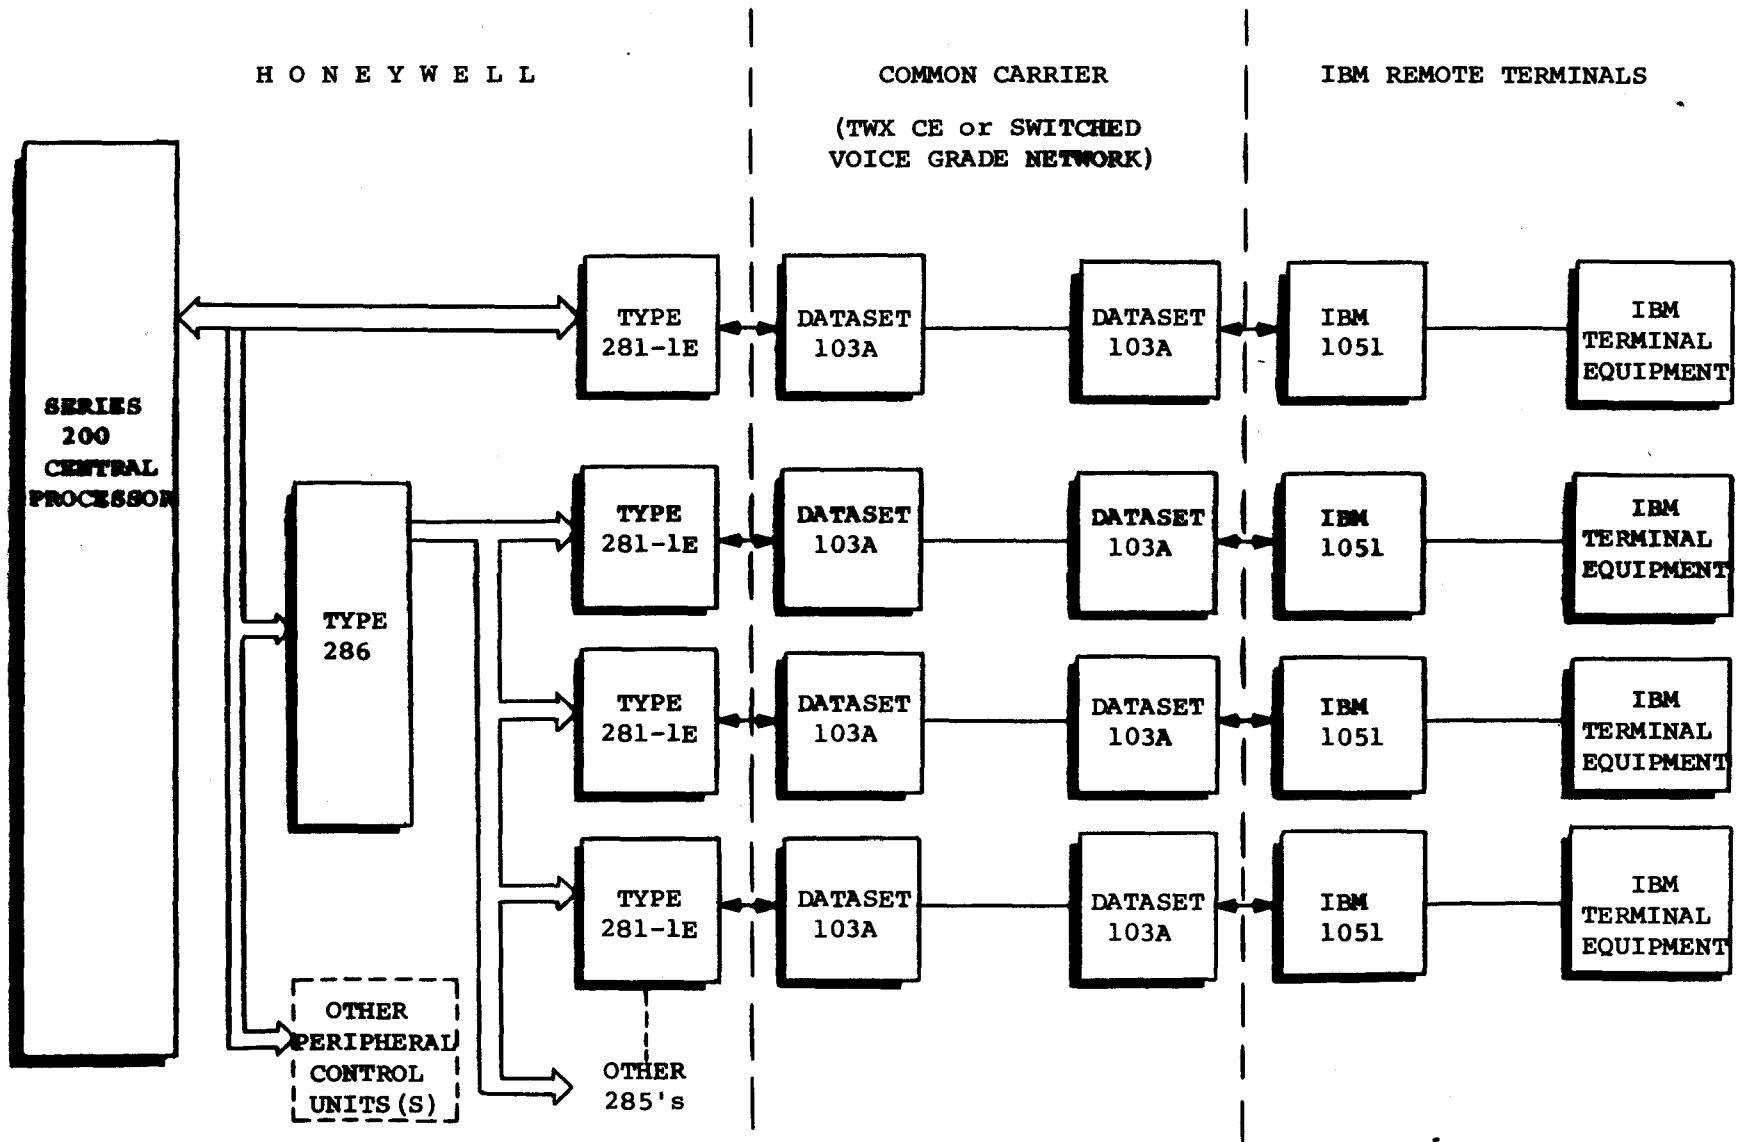 H O N E Y W E L L
COMMON CARRIER
(TWX CE or SWITCHED
VOICE GRADE NETWORK)
IBM REMOTE TERMINALS
SERIES
200
CENTRAL
PROCESSOR
TYPE
281-1E
DATASET
103A
DATASET
103A
IBM
1051
IBM
TERMINAL
EQUIPMENT
TYPE
286
TYPE
281-1E
DATASET
103A
DATASET
103A
IBM
1051
IBM
TERMINAL
EQUIPMENT
TYPE
281-1E
DATASET
103A
DATASET
103A
IBM
1051
IBM
TERMINAL
EQUIPMENT
TYPE
281-1E
DATASET
103A
DATASET
103A
IBM
1051
IBM
TERMINAL
EQUIPMENT
OTHER
PERIPHERAL
CONTROL
UNITS(S)
OTHER
285's